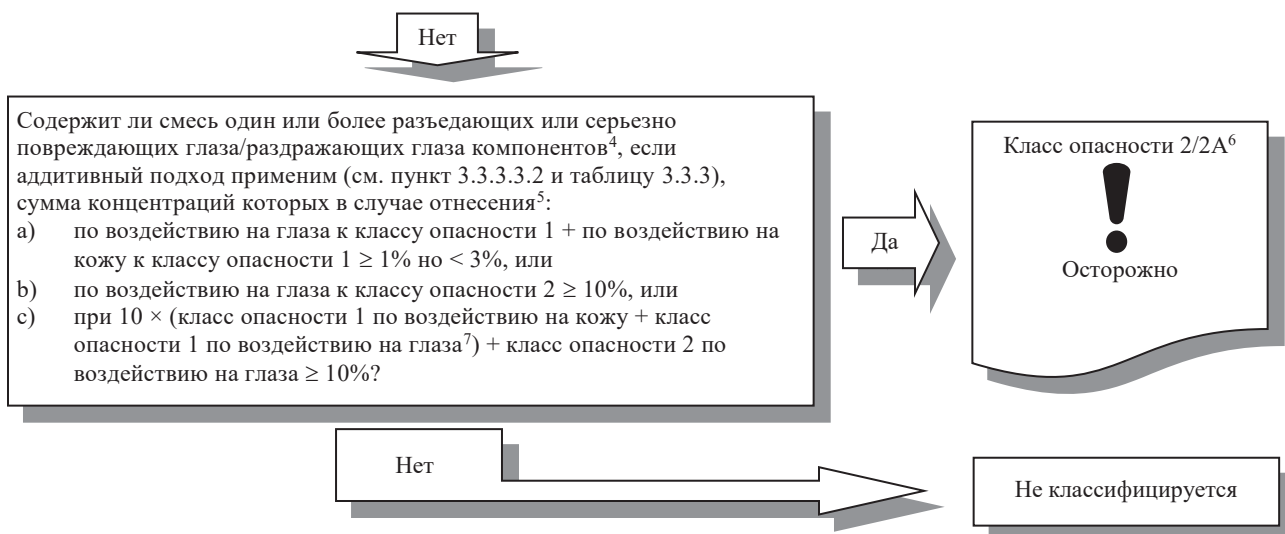 Нет
Содержит ли смесь один или более разъедающих или серьезно
повреждающих глаза/раздражающих глаза компонентов⁴, если
аддитивный подход применим (см. пункт 3.3.3.3.2 и таблицу 3.3.3),
сумма концентраций которых в случае отнесения⁵:
a) по воздействию на глаза к классу опасности 1 + по воздействию на
кожу к классу опасности 1 ≥ 1% но < 3%, или
b) по воздействию на глаза к классу опасности 2 ≥ 10%, или
c) при 10 × (класс опасности 1 по воздействию на кожу + класс
опасности 1 по воздействию на глаза⁷) + класс опасности 2 по
воздействию на глаза ≥ 10%?
Да
Класс опасности 2/2A⁶
Осторожно
Нет
Не классифицируется